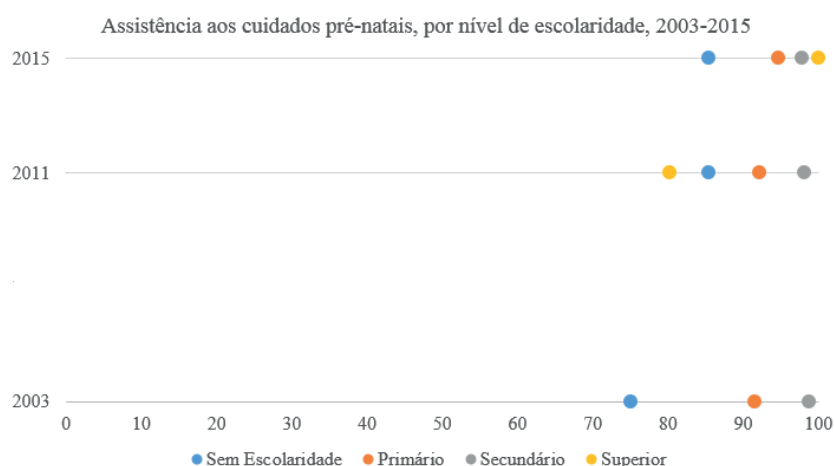 Assistência aos cuidados pré-natais, por nível de escolaridade, 2003-2015
2015
2011
2003
0 10 20 30 40 50 60 70 80 90 100
Sem Escolaridade Primário Secundário Superior